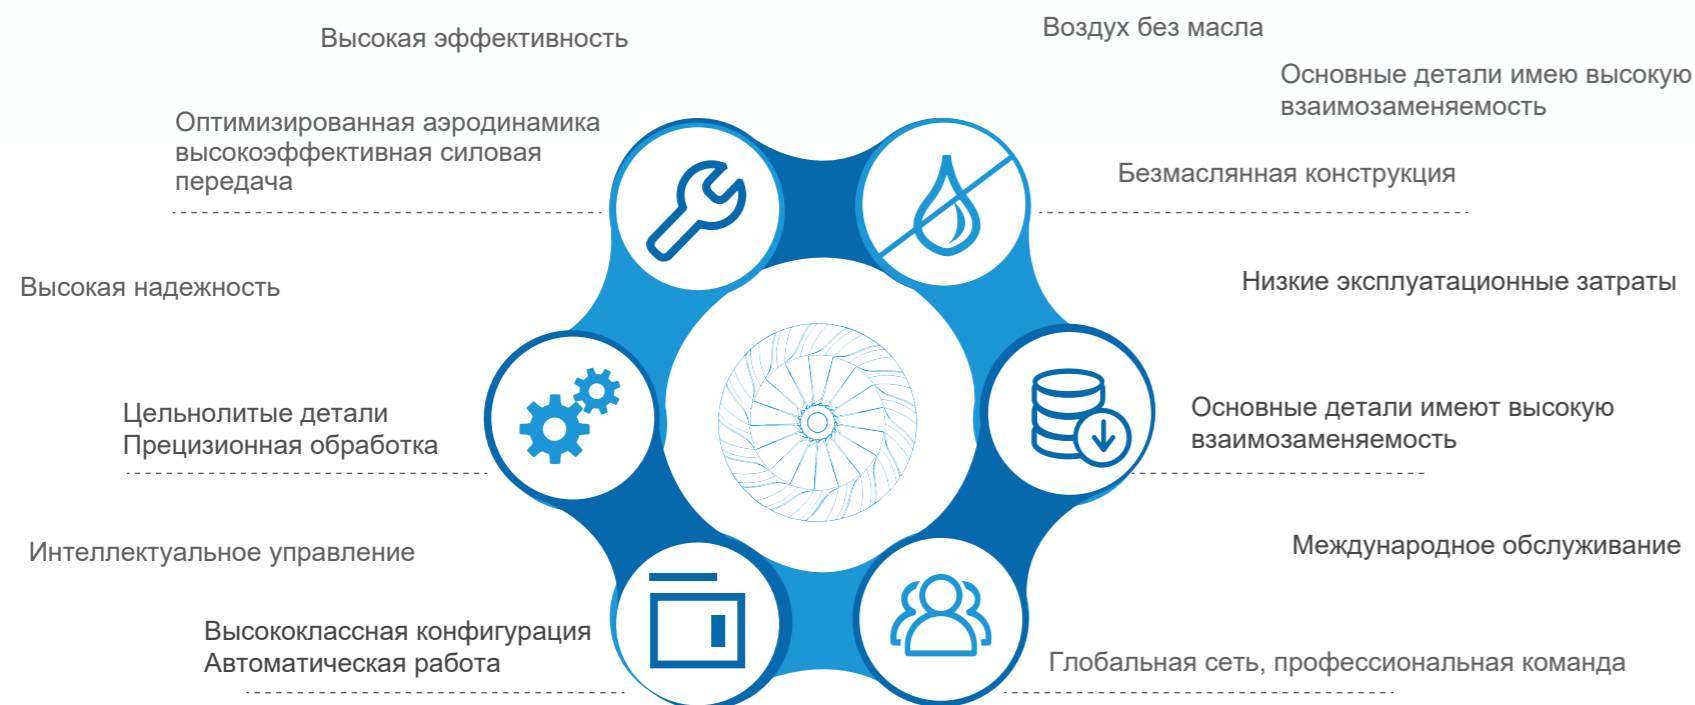 Высокая эффективность
Оптимизированная аэродинамика
высокоэффективная силовая
передача
Высокая надежность
Цельнолитые детали
Прецизионная обработка
Интеллектуальное управление
Высококлассная конфигурация
Автоматическая работа
Воздух без масла
Основные детали имею высокую
взаимозаменяемость
Безмаслянная конструкция
Низкие эксплуатационные затраты
Основные детали имеют высокую
взаимозаменяемость
Международное обслуживание
Глобальная сеть, профессиональная команда